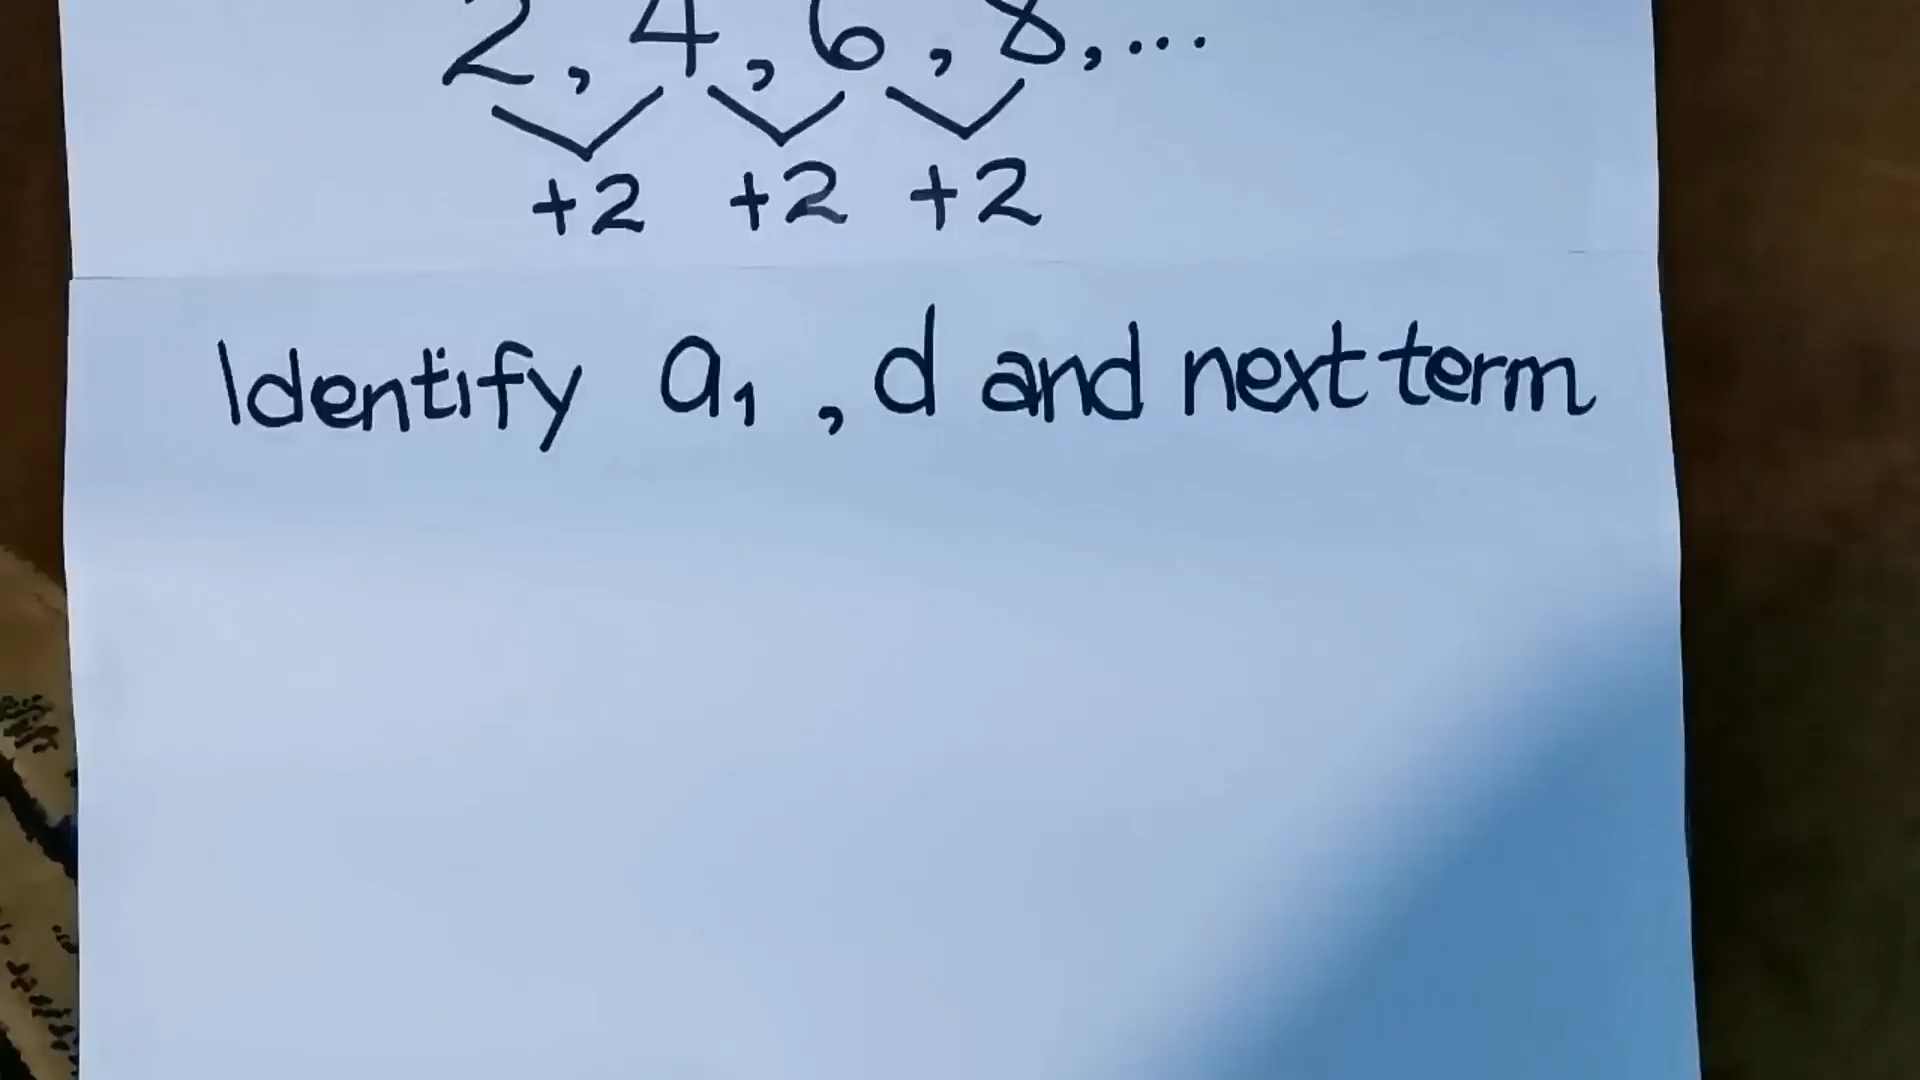 2, 4, 6, 8, ...
+2 +2 +2
Identify a₁, d and next term